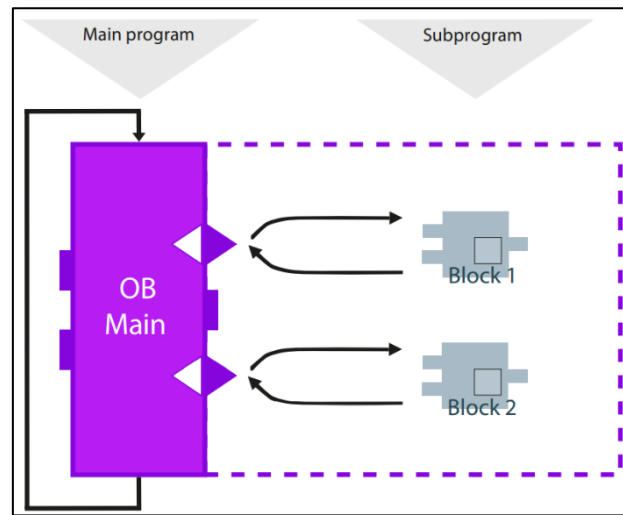 Main program
Subprogram
OB
Main
Block 1
Block 2